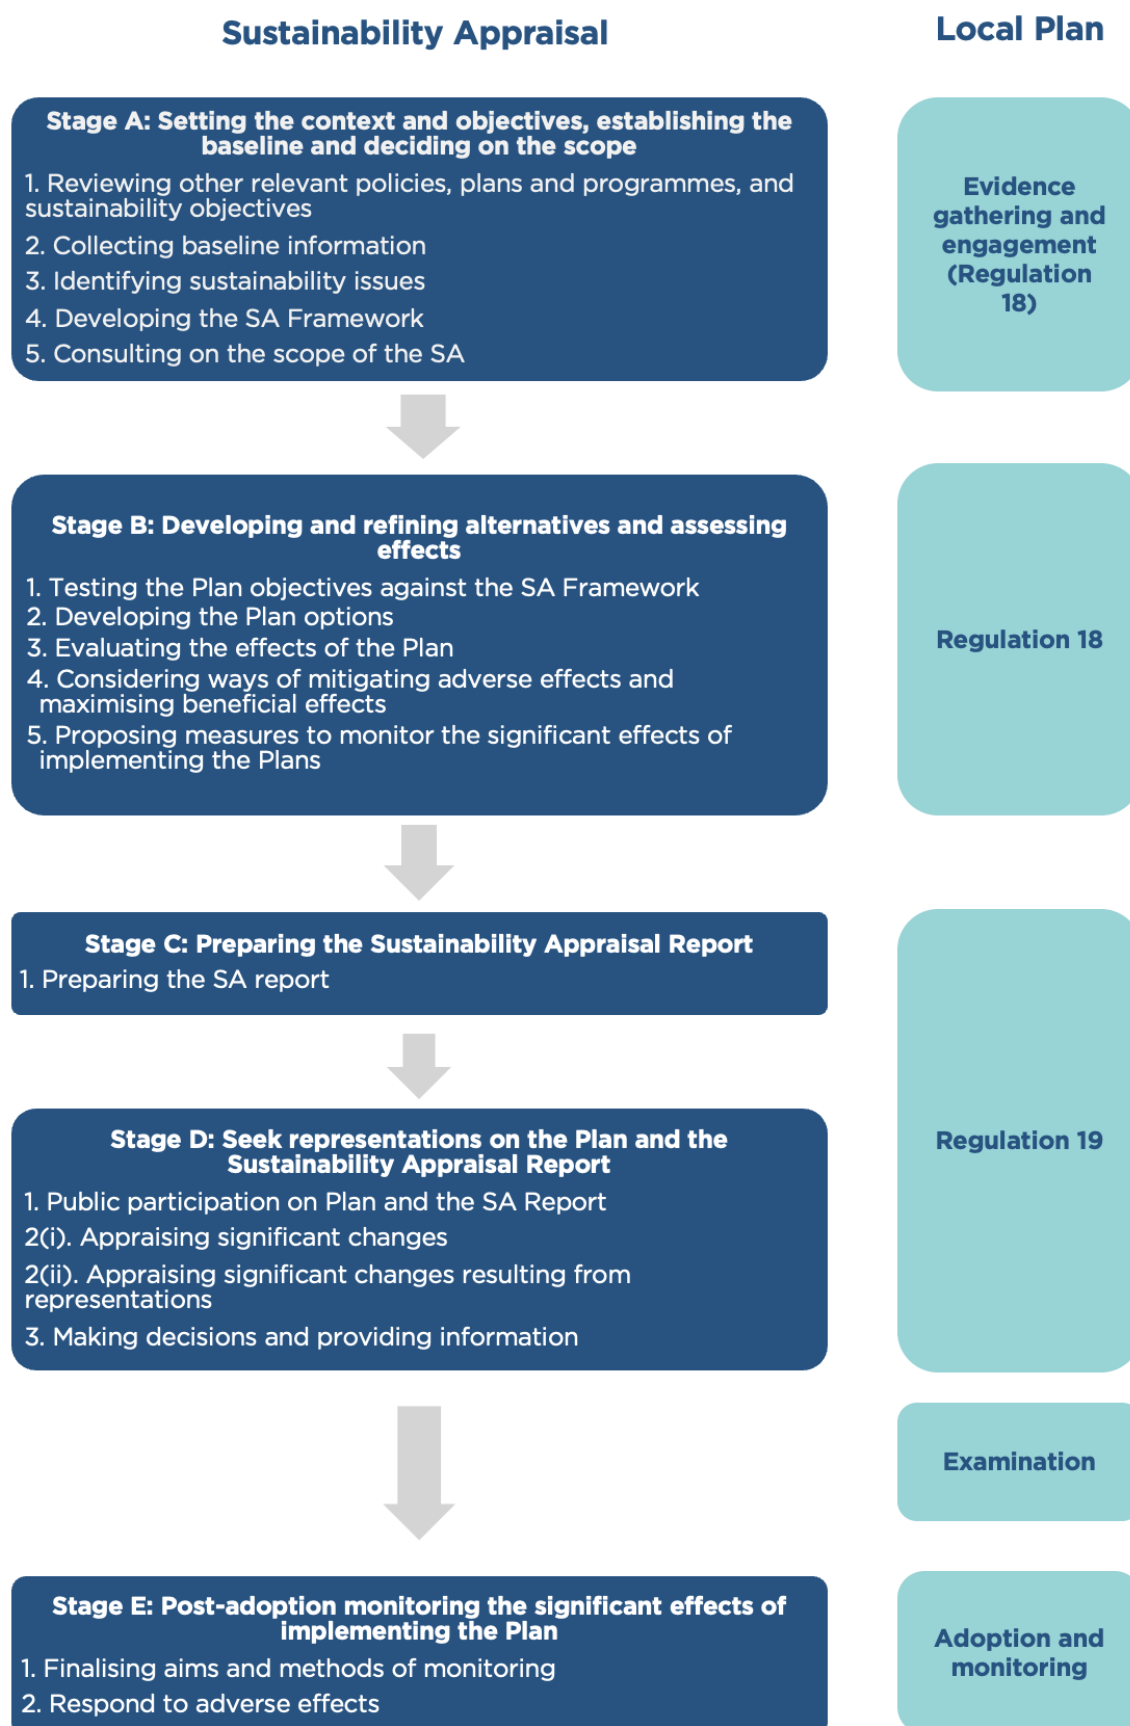 Sustainability Appraisal
Local Plan
Stage A: Setting the context and objectives, establishing the
baseline and deciding on the scope
1. Reviewing other relevant policies, plans and programmes, and
sustainability objectives
2. Collecting baseline information
3. Identifying sustainability issues
4. Developing the SA Framework
5. Consulting on the scope of the SA
Evidence
gathering and
engagement
(Regulation
18)
Stage B: Developing and refining alternatives and assessing
effects
1. Testing the Plan objectives against the SA Framework
2. Developing the Plan options
3. Evaluating the effects of the Plan
4. Considering ways of mitigating adverse effects and
maximising beneficial effects
5. Proposing measures to monitor the significant effects of
implementing the Plans
Regulation 18
Stage C: Preparing the Sustainability Appraisal Report
1. Preparing the SA report
Stage D: Seek representations on the Plan and the
Sustainability Appraisal Report
1. Public participation on Plan and the SA Report
2(i). Appraising significant changes
2(ii). Appraising significant changes resulting from
representations
3. Making decisions and providing information
Regulation 19
Examination
Stage E: Post-adoption monitoring the significant effects of
implementing the Plan
1. Finalising aims and methods of monitoring
2. Respond to adverse effects
Adoption and
monitoring